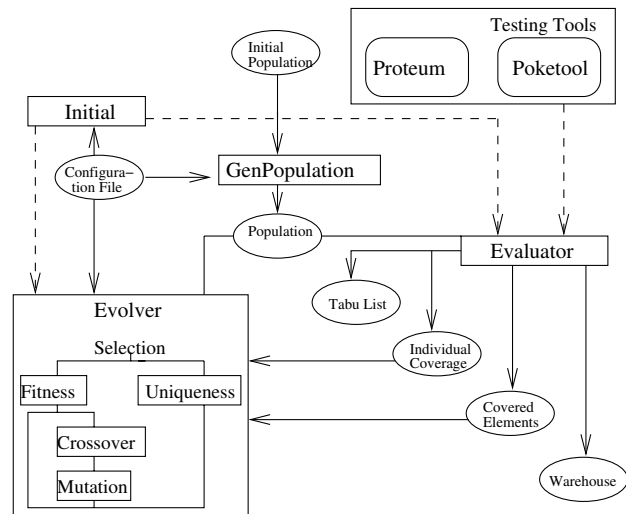 Testing Tools
Initial
Population
Proteum
Poketool
Initial
Configura-
tion File
GenPopulation
Population
Evaluator
Tabu List
Evolver
Selection
Individual
Coverage
Fitness
Uniqueness
Covered
Elements
Crossover
Mutation
Warehouse